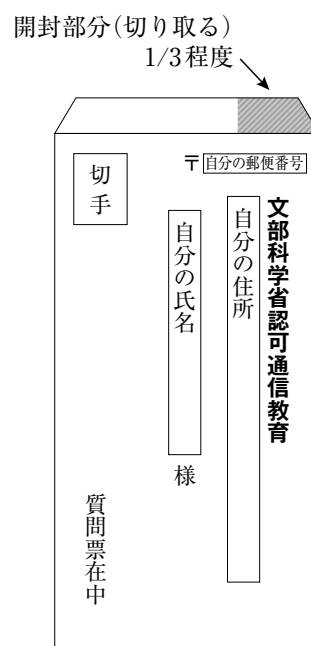 開封部分(切り取る)
1/3程度
〒自分の郵便番号
文部科学省認可通信教育
自分の住所
自分の氏名
様
切手
質問票在中